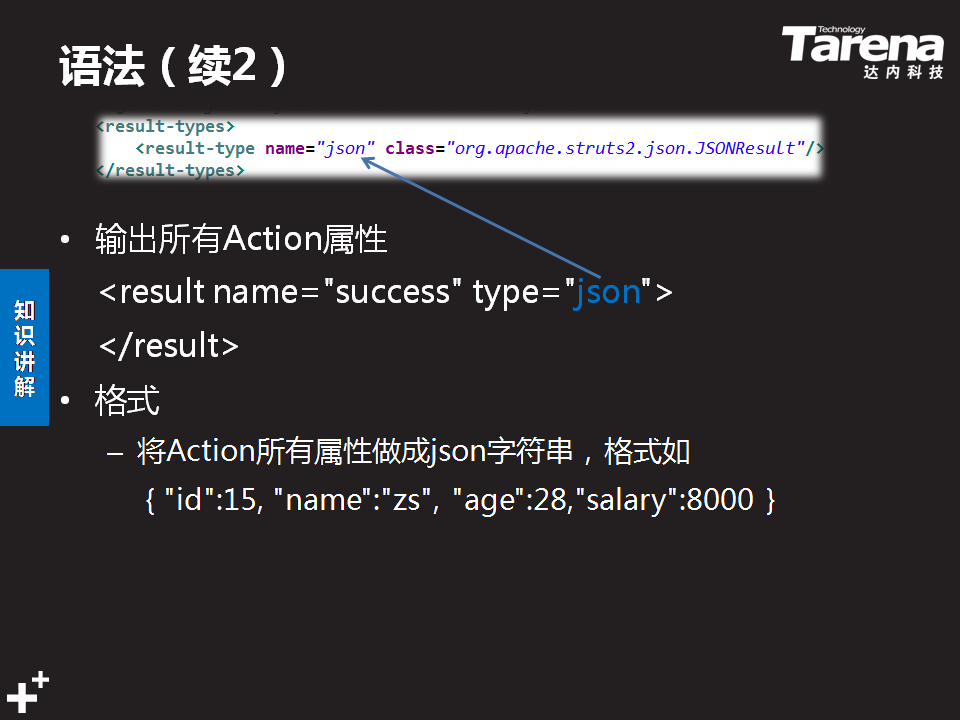 语法（续2）
Technology
Tarena
达内科技
<result-types>
<result-type name="json" class="org.apache.struts2.json.JSONResult"/>
</result-types>
• 输出所有Action属性
<result name="success" type="json">
</result>
• 格式
– 将Action所有属性做成json字符串，格式如
{ "id":15, "name":"zs", "age":28,"salary":8000 }
知识讲解